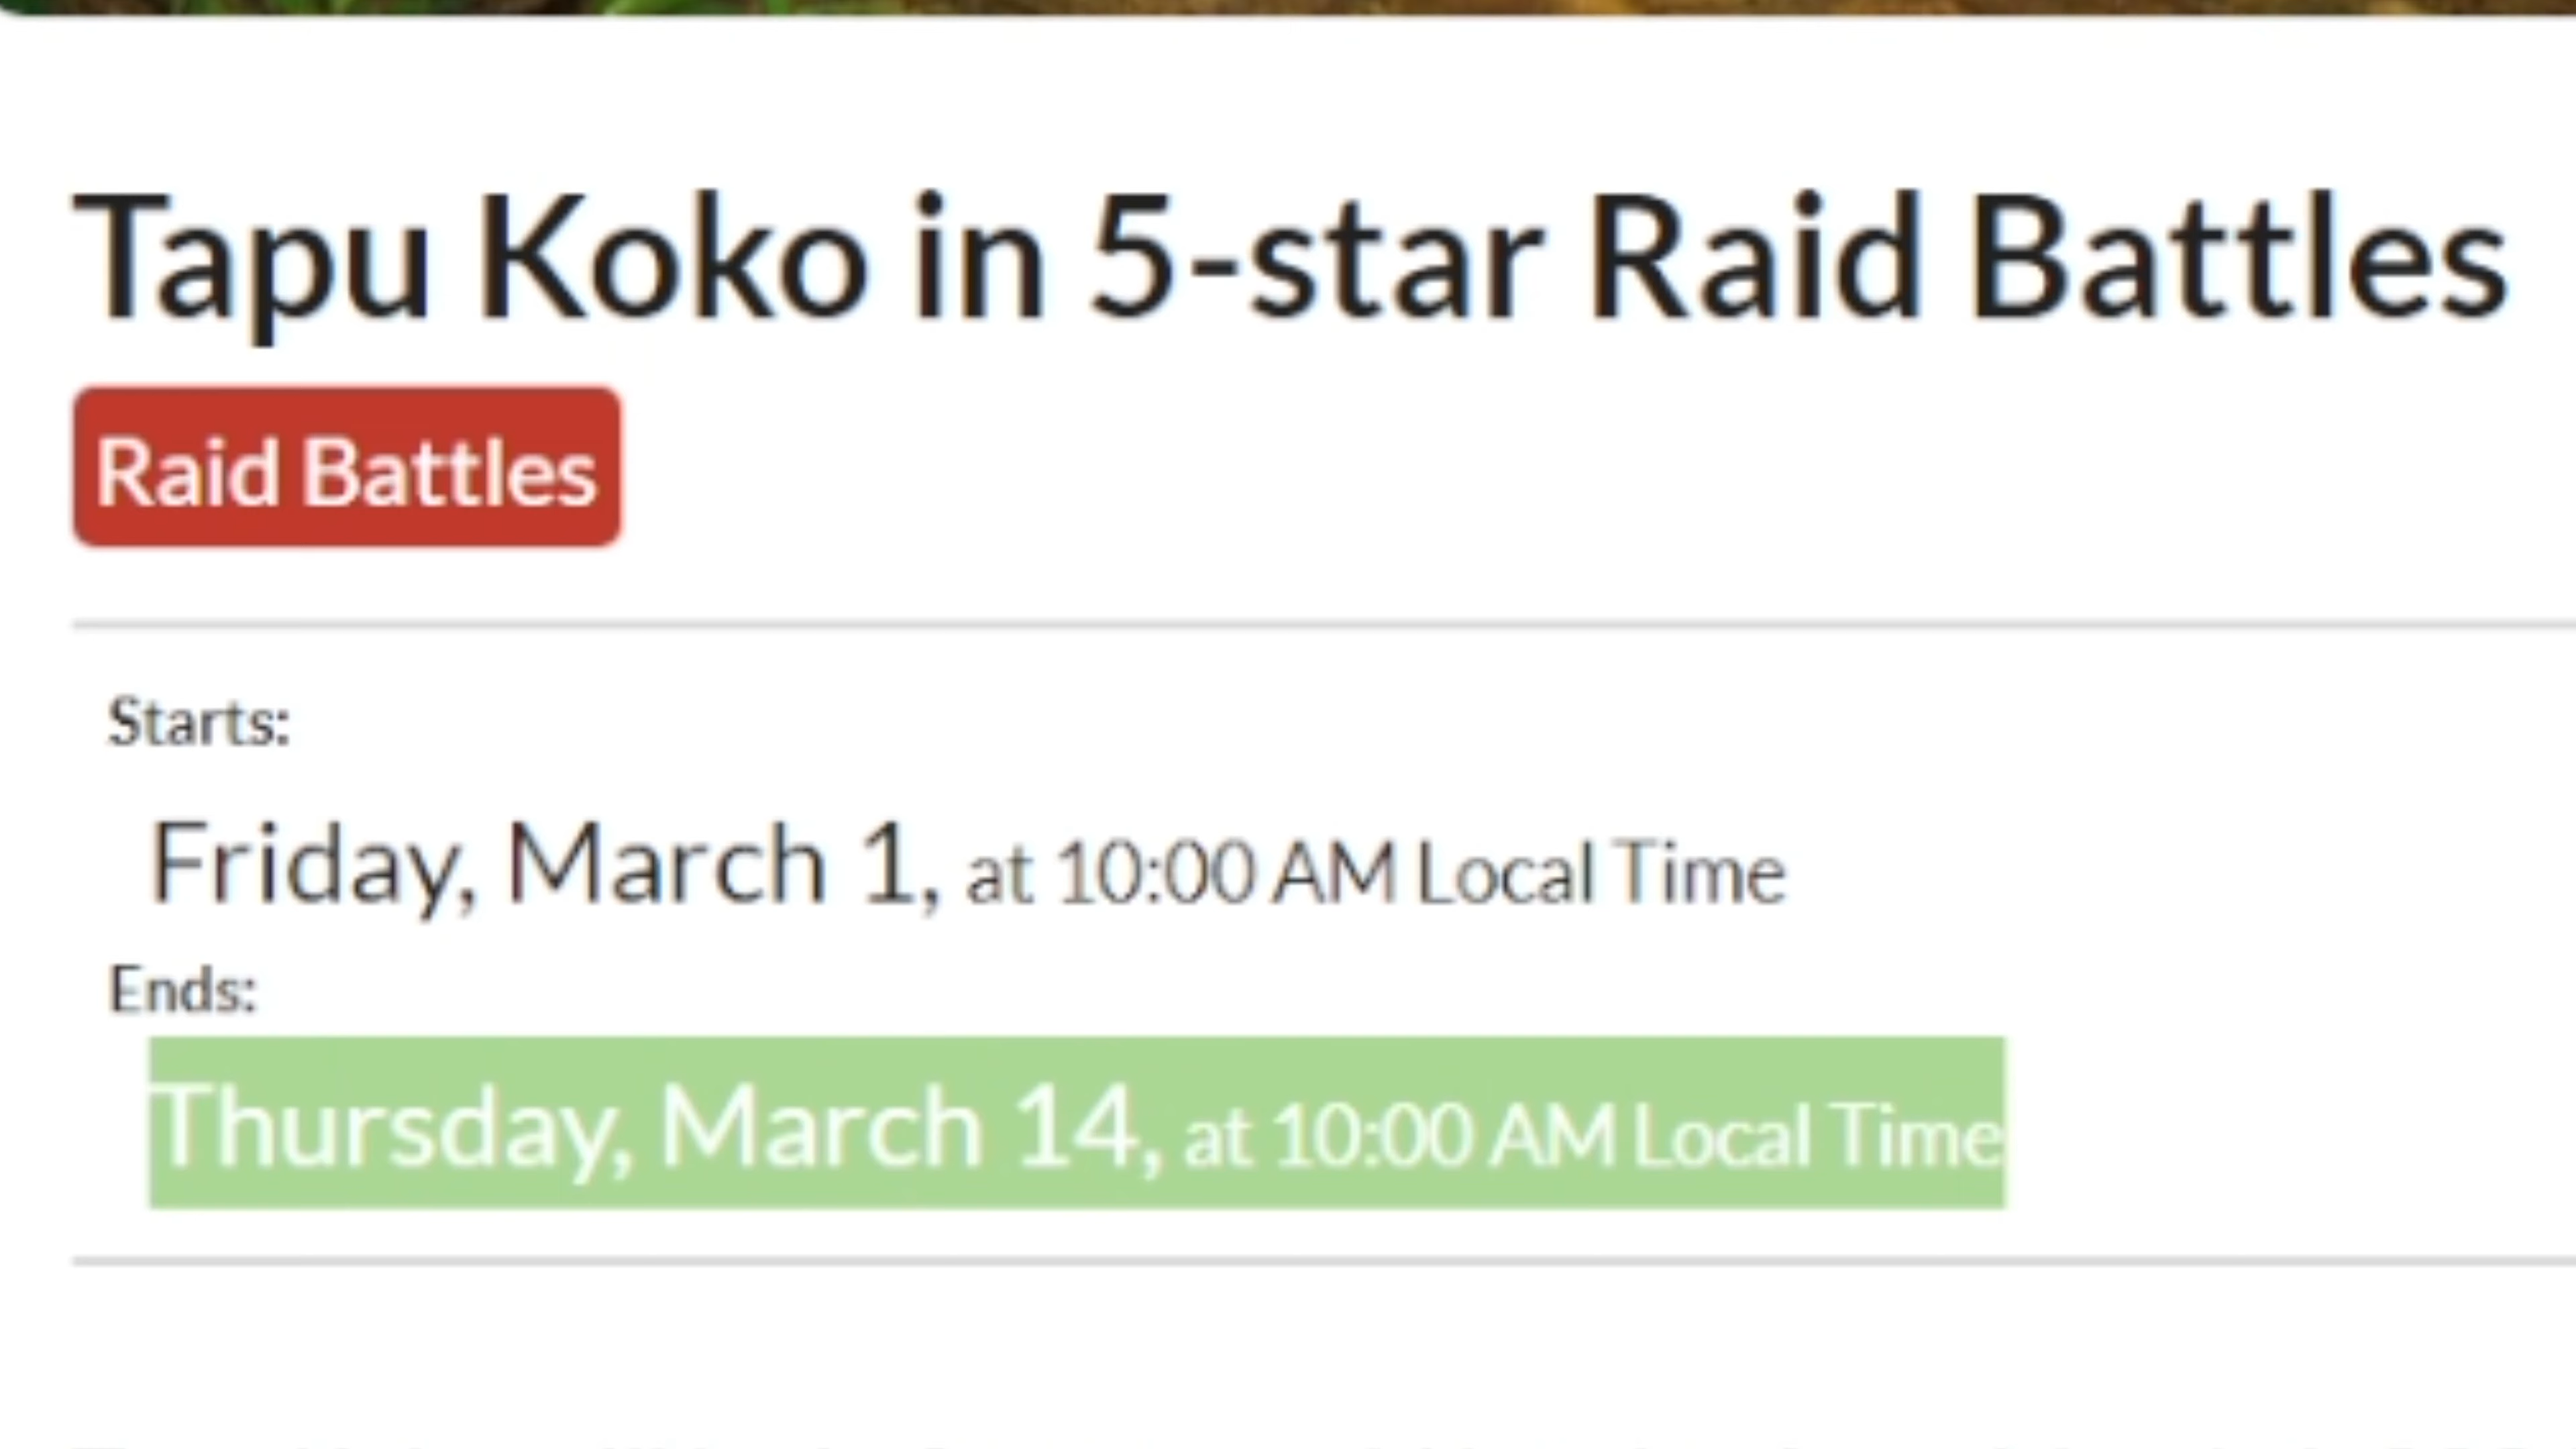 Tapu Koko in 5-star Raid Battles
Raid Battles
Starts:
Friday, March 1, at 10:00 AM Local Time
Ends:
Thursday, March 14, at 10:00 AM Local Time